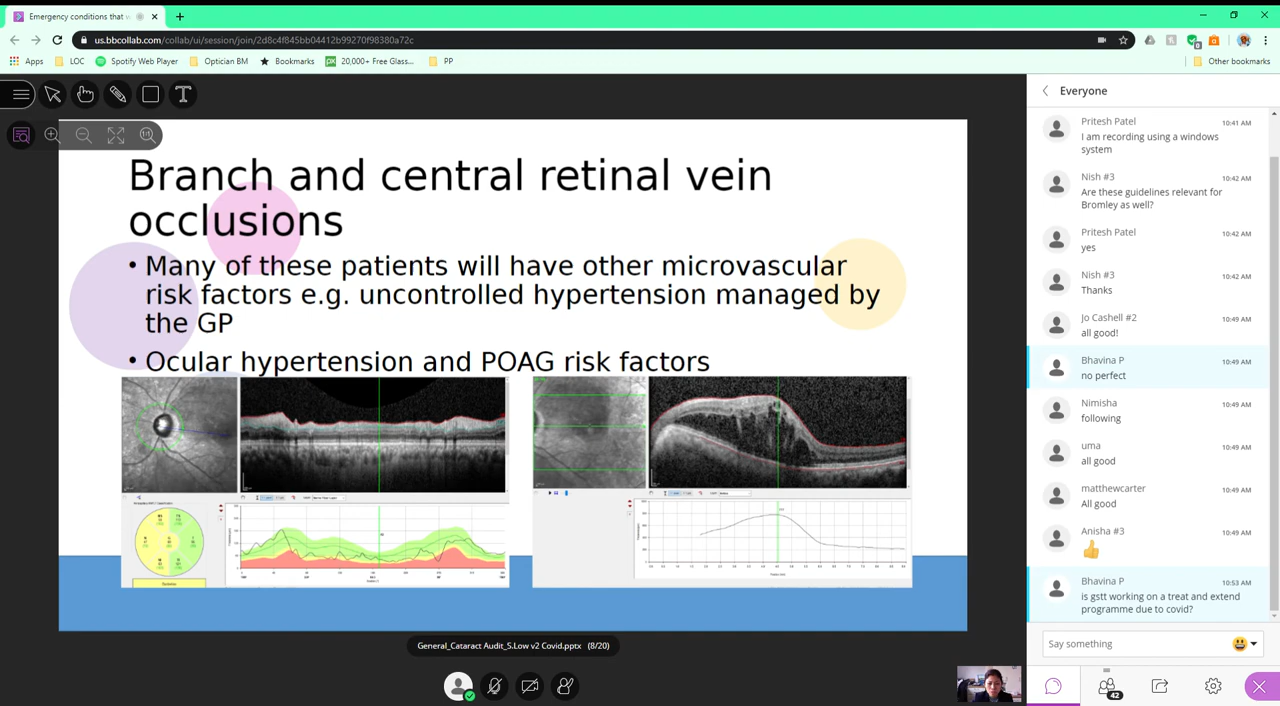 Emergency conditions that v
us.bbcollab.com/collab/ui/session/join/2d8c4f845bb04412b99270f98380a72c
Apps
LOC
Spotify Web Player
Optician BM
Bookmarks
20,000+ Free Glass...
PP
Other bookmarks
Branch and central retinal vein
occlusions
• Many of these patients will have other microvascular
risk factors e.g. uncontrolled hypertension managed by
the GP
• Ocular hypertension and POAG risk factors
General_Cataract Audit_5.Low v2 Covid.pptx (8/20)
Everyone
Pritesh Patel 10:41 AM
I am recording using a windows
system
Nish #3 10:42 AM
Are these guidelines relevant for
Bromley as well?
Pritesh Patel 10:42 AM
yes
Nish #3 10:42 AM
Thanks
Jo Cashell #2 10:49 AM
all good!
Bhavina P 10:49 AM
no perfect
Nimisha 10:49 AM
following
uma 10:49 AM
all good
matthewcarter 10:49 AM
All good
Anisha #3 10:49 AM
Bhavina P 10:53 AM
is gstt working on a treat and extend
programme due to covid?
Say something
42